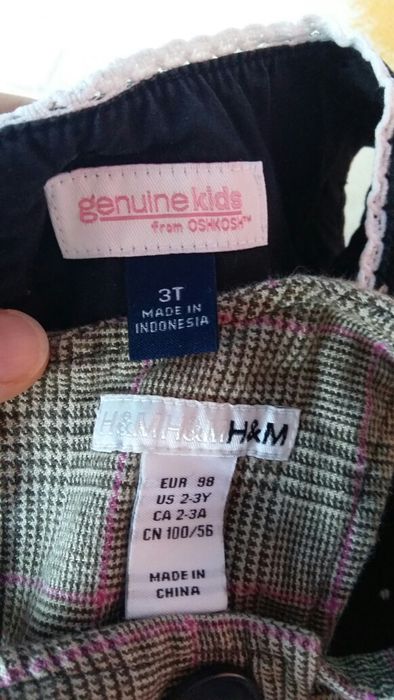 genuine kids
from OSHKOSH™
3T
MADE IN
INDONESIA
H&M H&M H&M
EUR 98
US 2-3Y
CA 2-3A
CN 100/56
MADE IN
CHINA